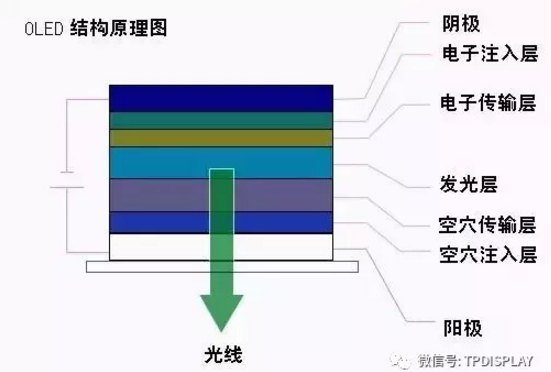 OLED 结构原理图
阴极
电子注入层
电子传输层
发光层
空穴传输层
空穴注入层
阳极
光线
微信号: TPDISPLAY